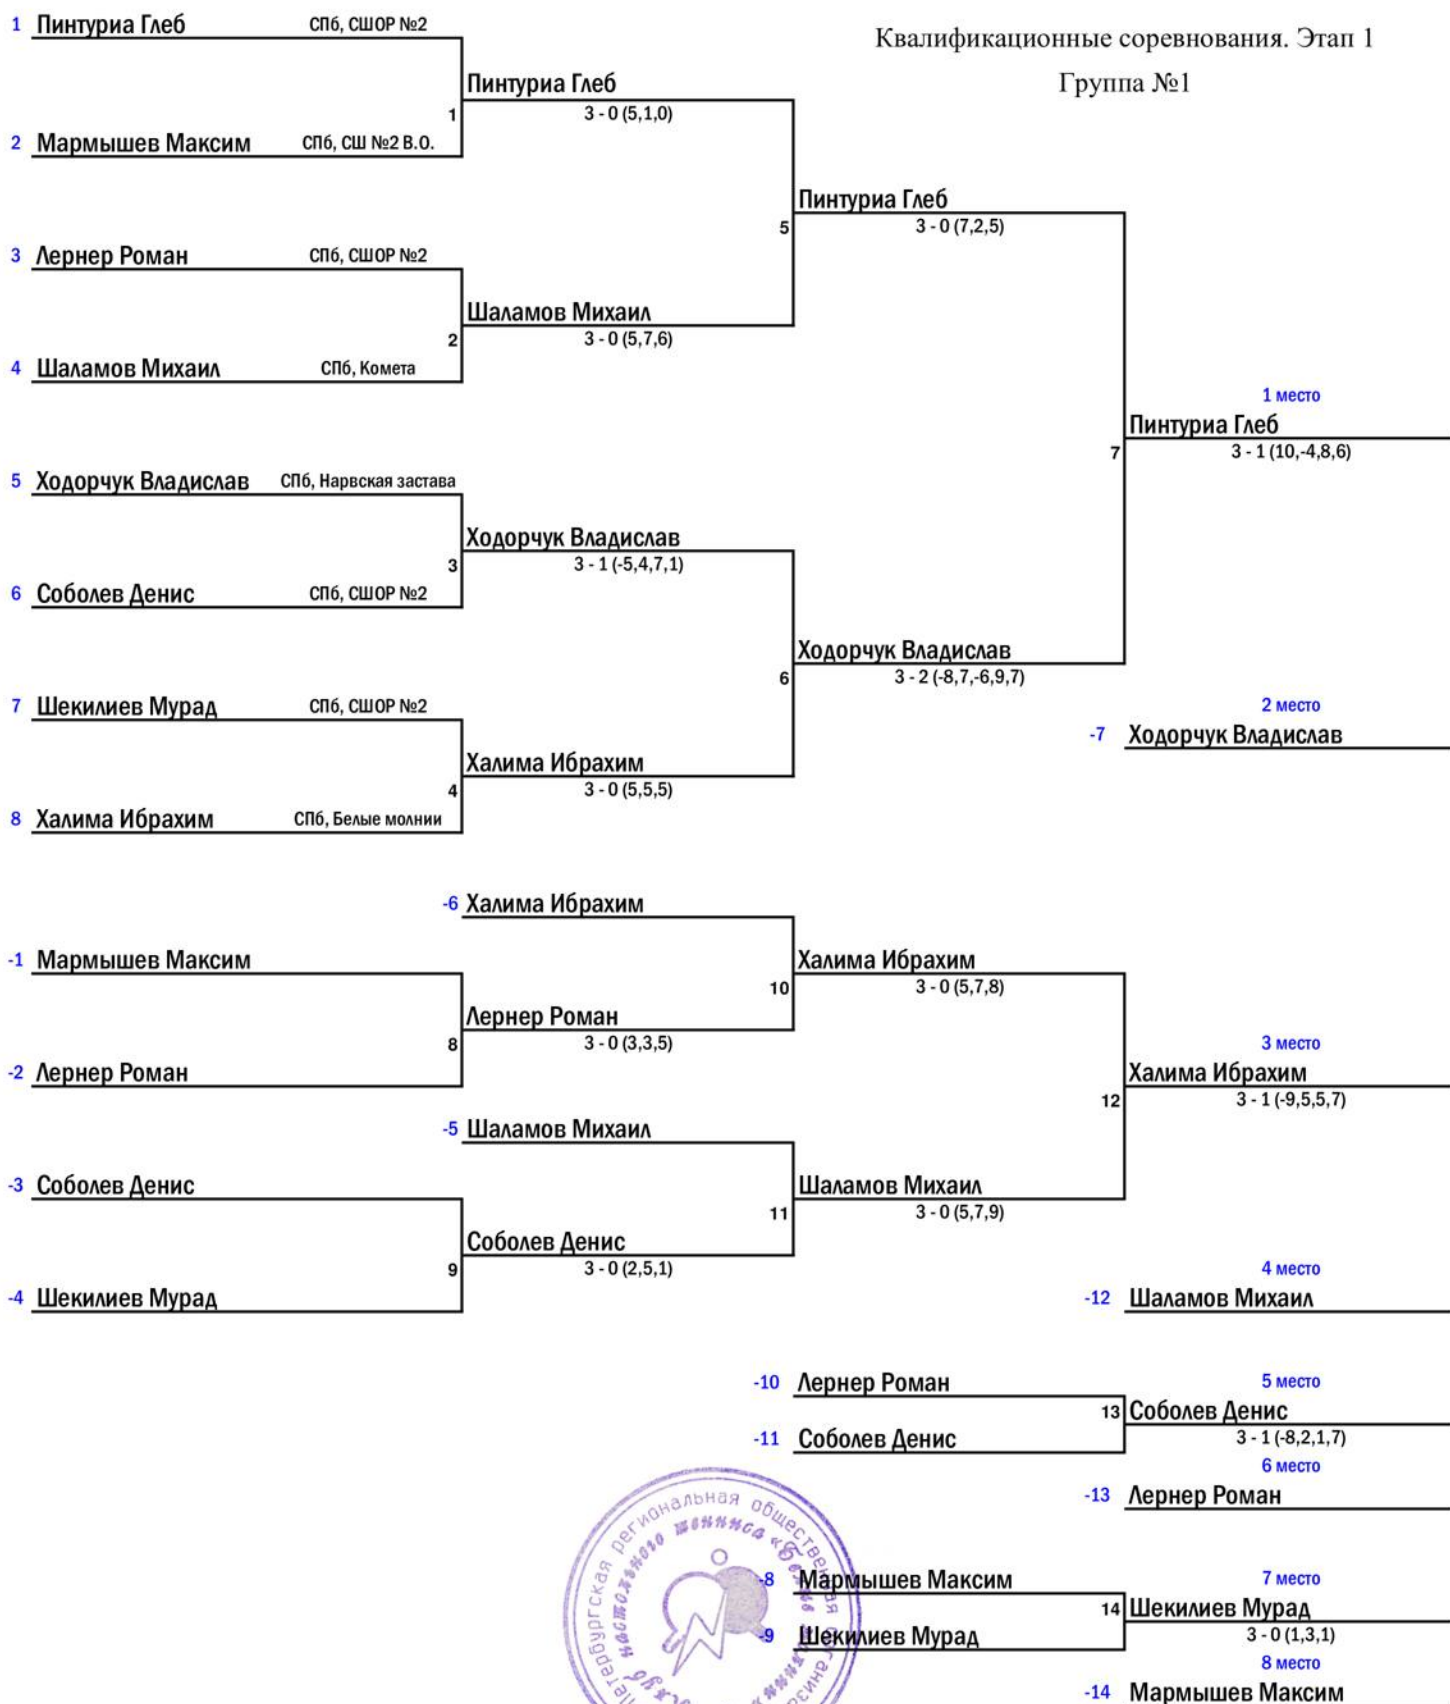 Квалификационные соревнования. Этап 1
Группа №1
1 Пинтуриа Глеб СПб, СШОР №2
Пинтуриа Глеб
1 3 - 0 (5,1,0)
2 Мармышев Максим СПб, СШ №2 В.О.
Пинтуриа Глеб
5 3 - 0 (7,2,5)
3 Лернер Роман СПб, СШОР №2
Шаламов Михаил
2 3 - 0 (5,7,6)
4 Шаламов Михаил СПб, Комета
1 место
Пинтуриа Глеб
7 3 - 1 (10,-4,8,6)
5 Ходорчук Владислав СПб, Нарвская застава
Ходорчук Владислав
3 3 - 1 (-5,4,7,1)
6 Соболев Денис СПб, СШОР №2
Ходорчук Владислав
6 3 - 2 (-8,7,-6,9,7)
7 Шекилиев Мурад СПб, СШОР №2
2 место
-7 Ходорчук Владислав
Халима Ибрахим
4 3 - 0 (5,5,5)
8 Халима Ибрахим СПб, Белые молнии
-6 Халима Ибрахим
-1 Мармышев Максим
Халима Ибрахим
10 3 - 0 (5,7,8)
Лернер Роман
8 3 - 0 (3,3,5)
3 место
-2 Лернер Роман
Халима Ибрахим
12 3 - 1 (-9,5,5,7)
-5 Шаламов Михаил
-3 Соболев Денис
Шаламов Михаил
11 3 - 0 (5,7,9)
Соболев Денис
9 3 - 0 (2,5,1)
4 место
-4 Шекилиев Мурад
-12 Шаламов Михаил
-10 Лернер Роман
5 место
13 Соболев Денис
-11 Соболев Денис
3 - 1 (-8,2,1,7)
6 место
-13 Лернер Роман
-8 Мармышев Максим
7 место
14 Шекилиев Мурад
-9 Шекилиев Мурад
3 - 0 (1,3,1)
8 место
-14 Мармышев Максим
региональная общественная
настольного тенниса «Белые